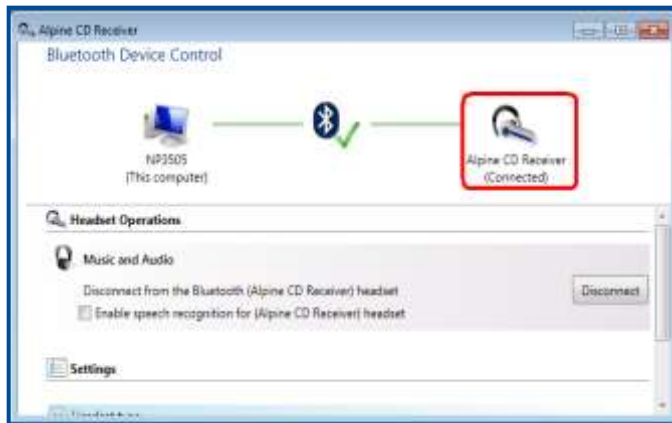 Alpine CD Receiver
Bluetooth Device Control
NP3505
(This computer)
Alpine CD Receiver
(Connected)
Headset Operations
Music and Audio
Disconnect from the Bluetooth (Alpine CD Receiver) headset
Disconnect
Enable speech recognition for (Alpine CD Receiver) headset
Settings